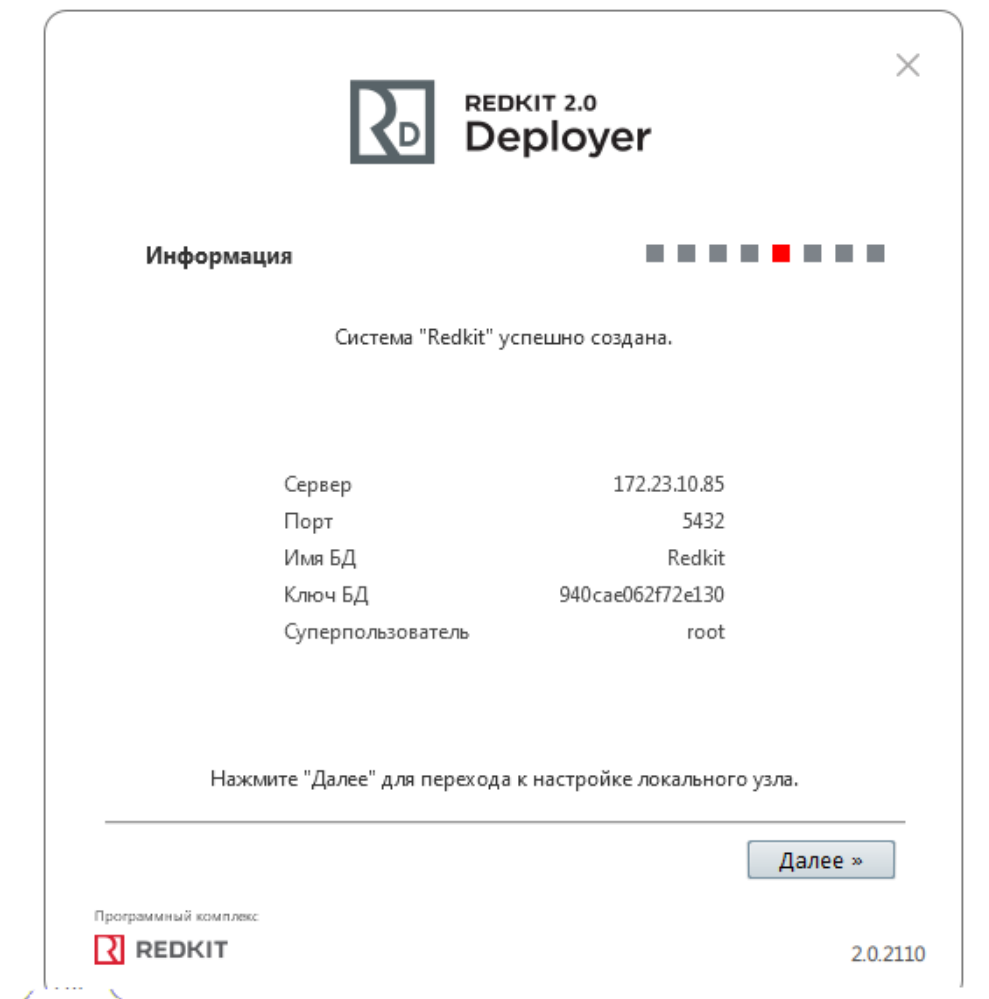 REDKIT 2.0
Deployer
Информация
Система "Redkit" успешно создана.
Сервер 172.23.10.85
Порт 5432
Имя БД Redkit
Ключ БД 940cae062f72e130
Суперпользователь root
Нажмите "Далее" для перехода к настройке локального узла.
Далее »
Программный комплекс
REDKIT
2.0.2110